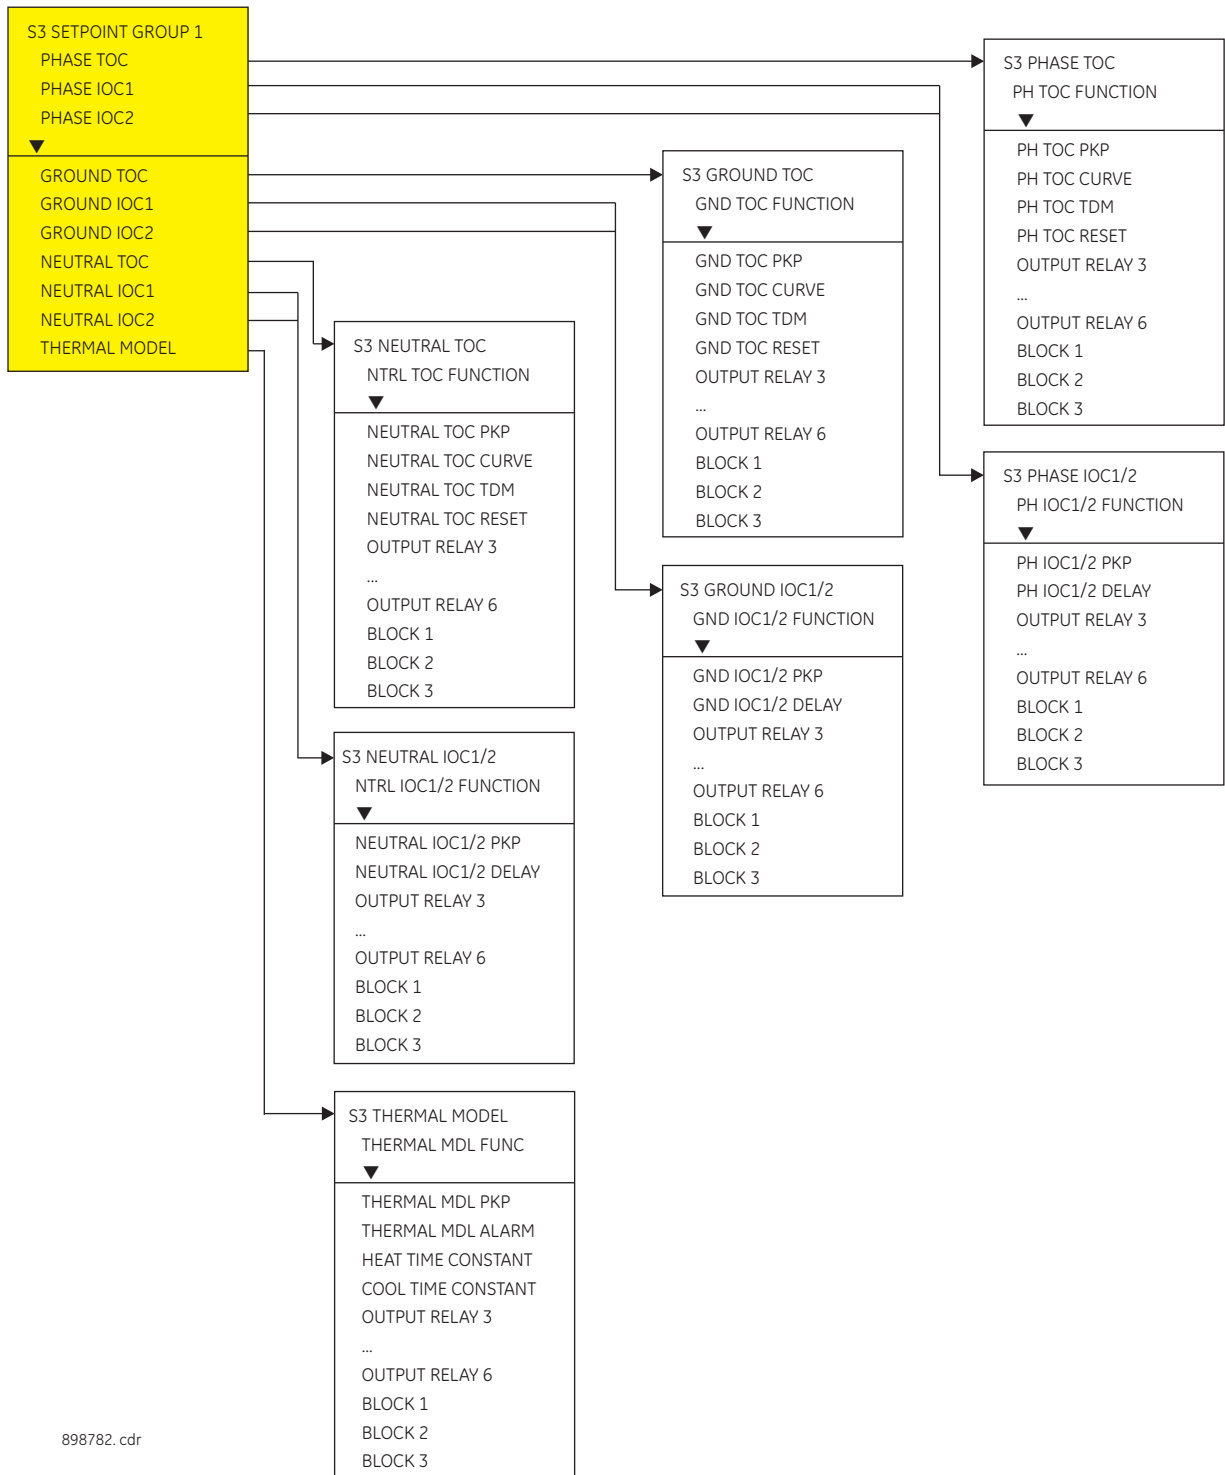 S3 SETPOINT GROUP 1
PHASE TOC
PHASE IOC1
PHASE IOC2
▼
GROUND TOC
GROUND IOC1
GROUND IOC2
NEUTRAL TOC
NEUTRAL IOC1
NEUTRAL IOC2
THERMAL MODEL
S3 PHASE TOC
PH TOC FUNCTION
▼
PH TOC PKP
PH TOC CURVE
PH TOC TDM
PH TOC RESET
OUTPUT RELAY 3
...
OUTPUT RELAY 6
BLOCK 1
BLOCK 2
BLOCK 3
S3 GROUND TOC
GND TOC FUNCTION
▼
GND TOC PKP
GND TOC CURVE
GND TOC TDM
GND TOC RESET
OUTPUT RELAY 3
...
OUTPUT RELAY 6
BLOCK 1
BLOCK 2
BLOCK 3
S3 NEUTRAL TOC
NTRL TOC FUNCTION
▼
NEUTRAL TOC PKP
NEUTRAL TOC CURVE
NEUTRAL TOC TDM
NEUTRAL TOC RESET
OUTPUT RELAY 3
...
OUTPUT RELAY 6
BLOCK 1
BLOCK 2
BLOCK 3
S3 PHASE IOC1/2
PH IOC1/2 FUNCTION
▼
PH IOC1/2 PKP
PH IOC1/2 DELAY
OUTPUT RELAY 3
...
OUTPUT RELAY 6
BLOCK 1
BLOCK 2
BLOCK 3
S3 GROUND IOC1/2
GND IOC1/2 FUNCTION
▼
GND IOC1/2 PKP
GND IOC1/2 DELAY
OUTPUT RELAY 3
...
OUTPUT RELAY 6
BLOCK 1
BLOCK 2
BLOCK 3
S3 NEUTRAL IOC1/2
NTRL IOC1/2 FUNCTION
▼
NEUTRAL IOC1/2 PKP
NEUTRAL IOC1/2 DELAY
OUTPUT RELAY 3
...
OUTPUT RELAY 6
BLOCK 1
BLOCK 2
BLOCK 3
S3 THERMAL MODEL
THERMAL MDL FUNC
▼
THERMAL MDL PKP
THERMAL MDL ALARM
HEAT TIME CONSTANT
COOL TIME CONSTANT
OUTPUT RELAY 3
...
OUTPUT RELAY 6
BLOCK 1
BLOCK 2
BLOCK 3
898782. cdr